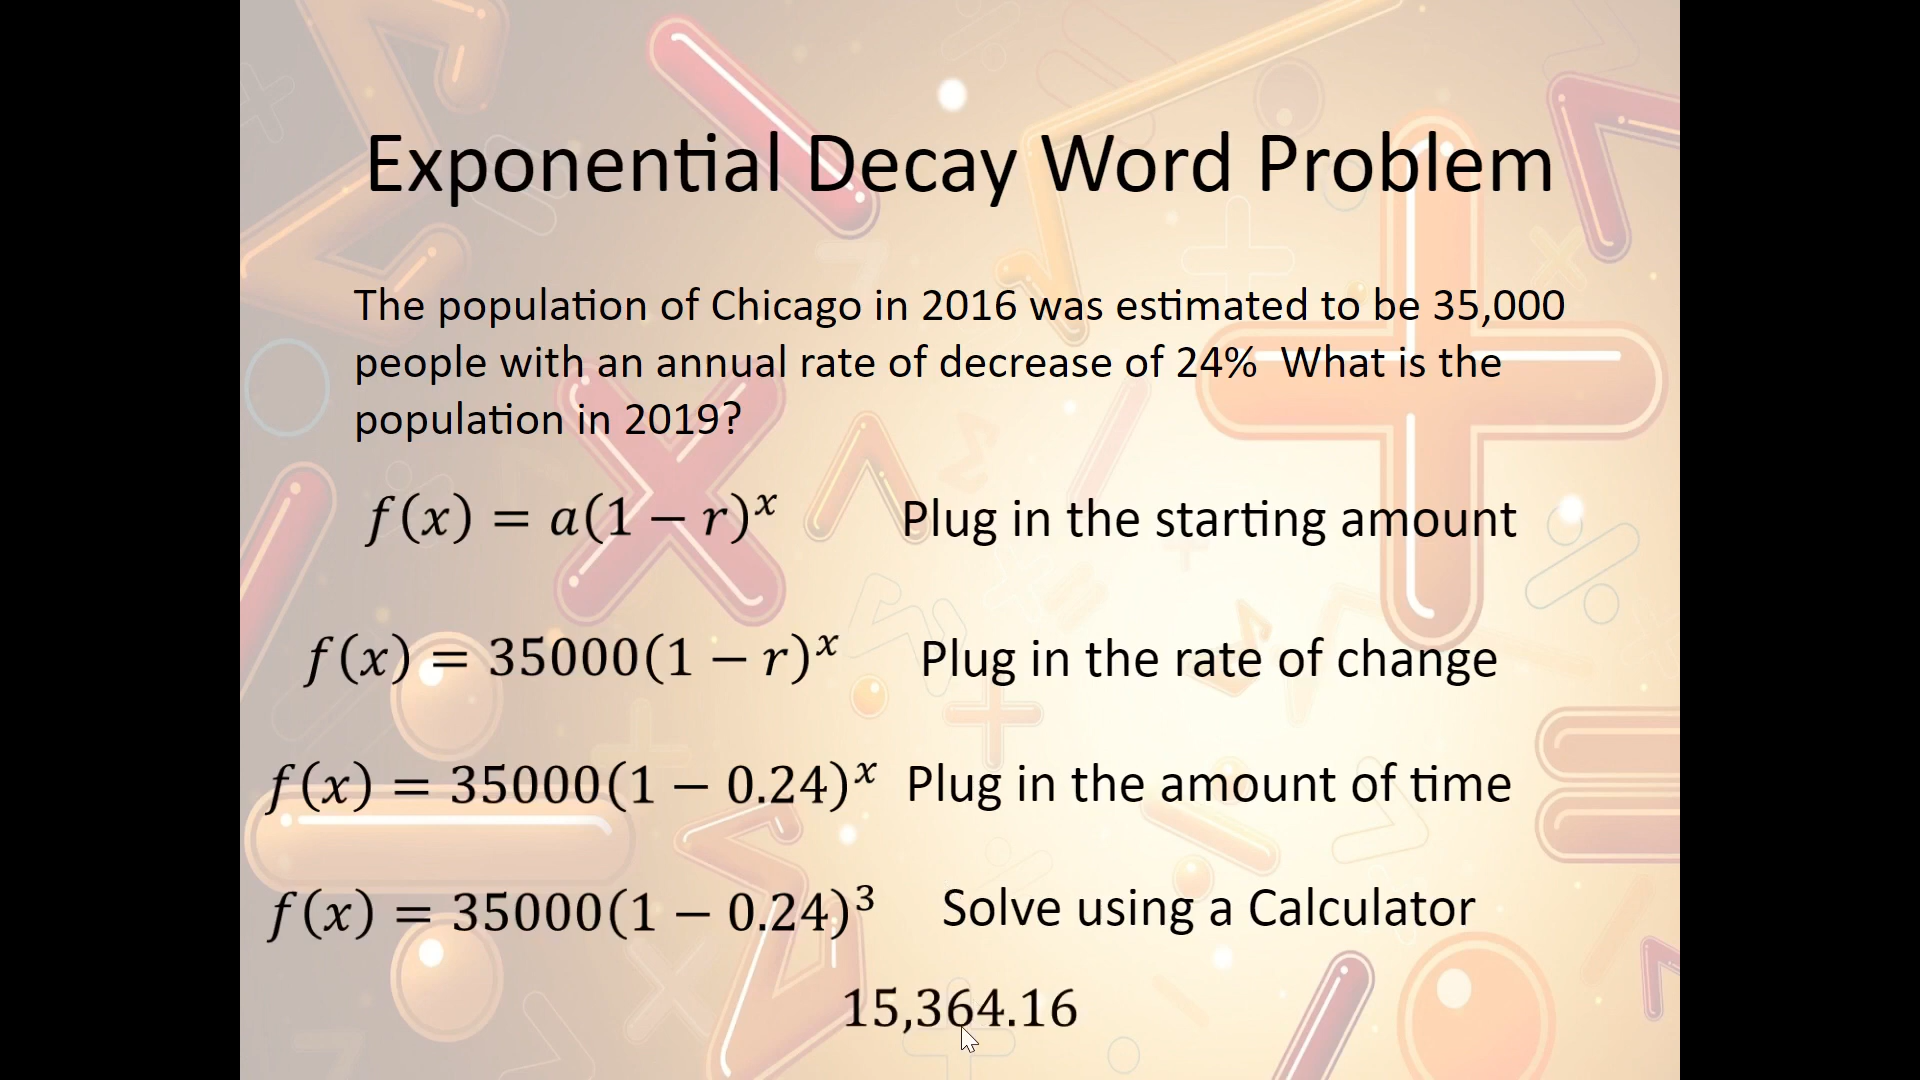 Exponential Decay Word Problem
The population of Chicago in 2016 was estimated to be 35,000
people with an annual rate of decrease of 24%  What is the
population in 2019?
f(x) = a(1 − r)^x Plug in the starting amount
f(x) = 35000(1 − r)^x Plug in the rate of change
f(x) = 35000(1 − 0.24)^x Plug in the amount of time
f(x) = 35000(1 − 0.24)^3 Solve using a Calculator
15,364.16